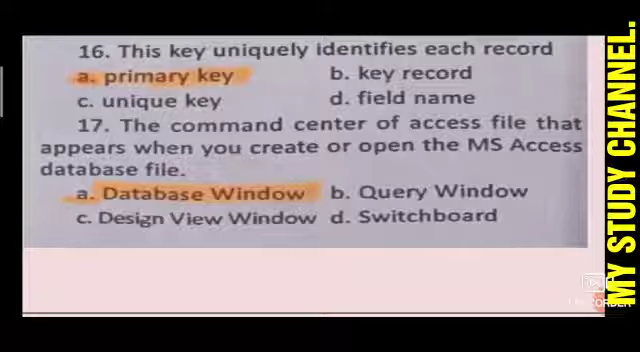 16. This key uniquely identifies each record
a. primary key b. key record
c. unique key d. field name
17. The command center of access file that
appears when you create or open the MS Access
database file.
a. Database Window b. Query Window
c. Design View Window d. Switchboard
MY STUDY CHANNEL.